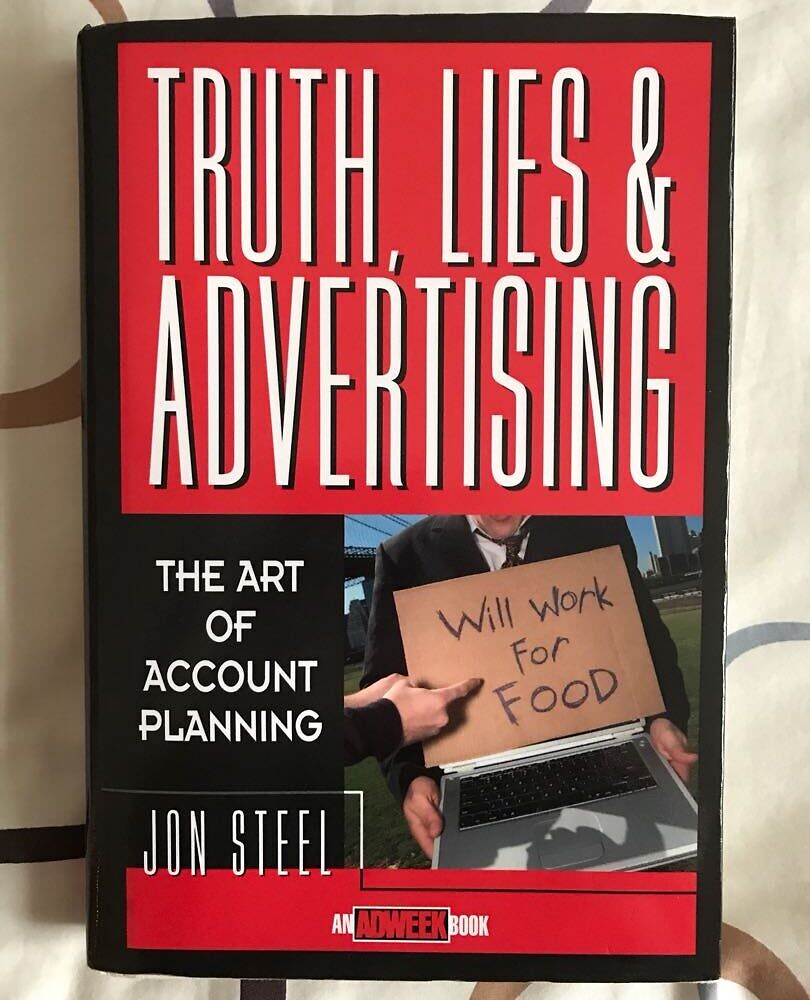 TRUTH, LIES &
ADVERTISING
THE ART
OF
ACCOUNT
PLANNING
Will Work
For
FOOD
JON STEEL
AN ADWEEK BOOK